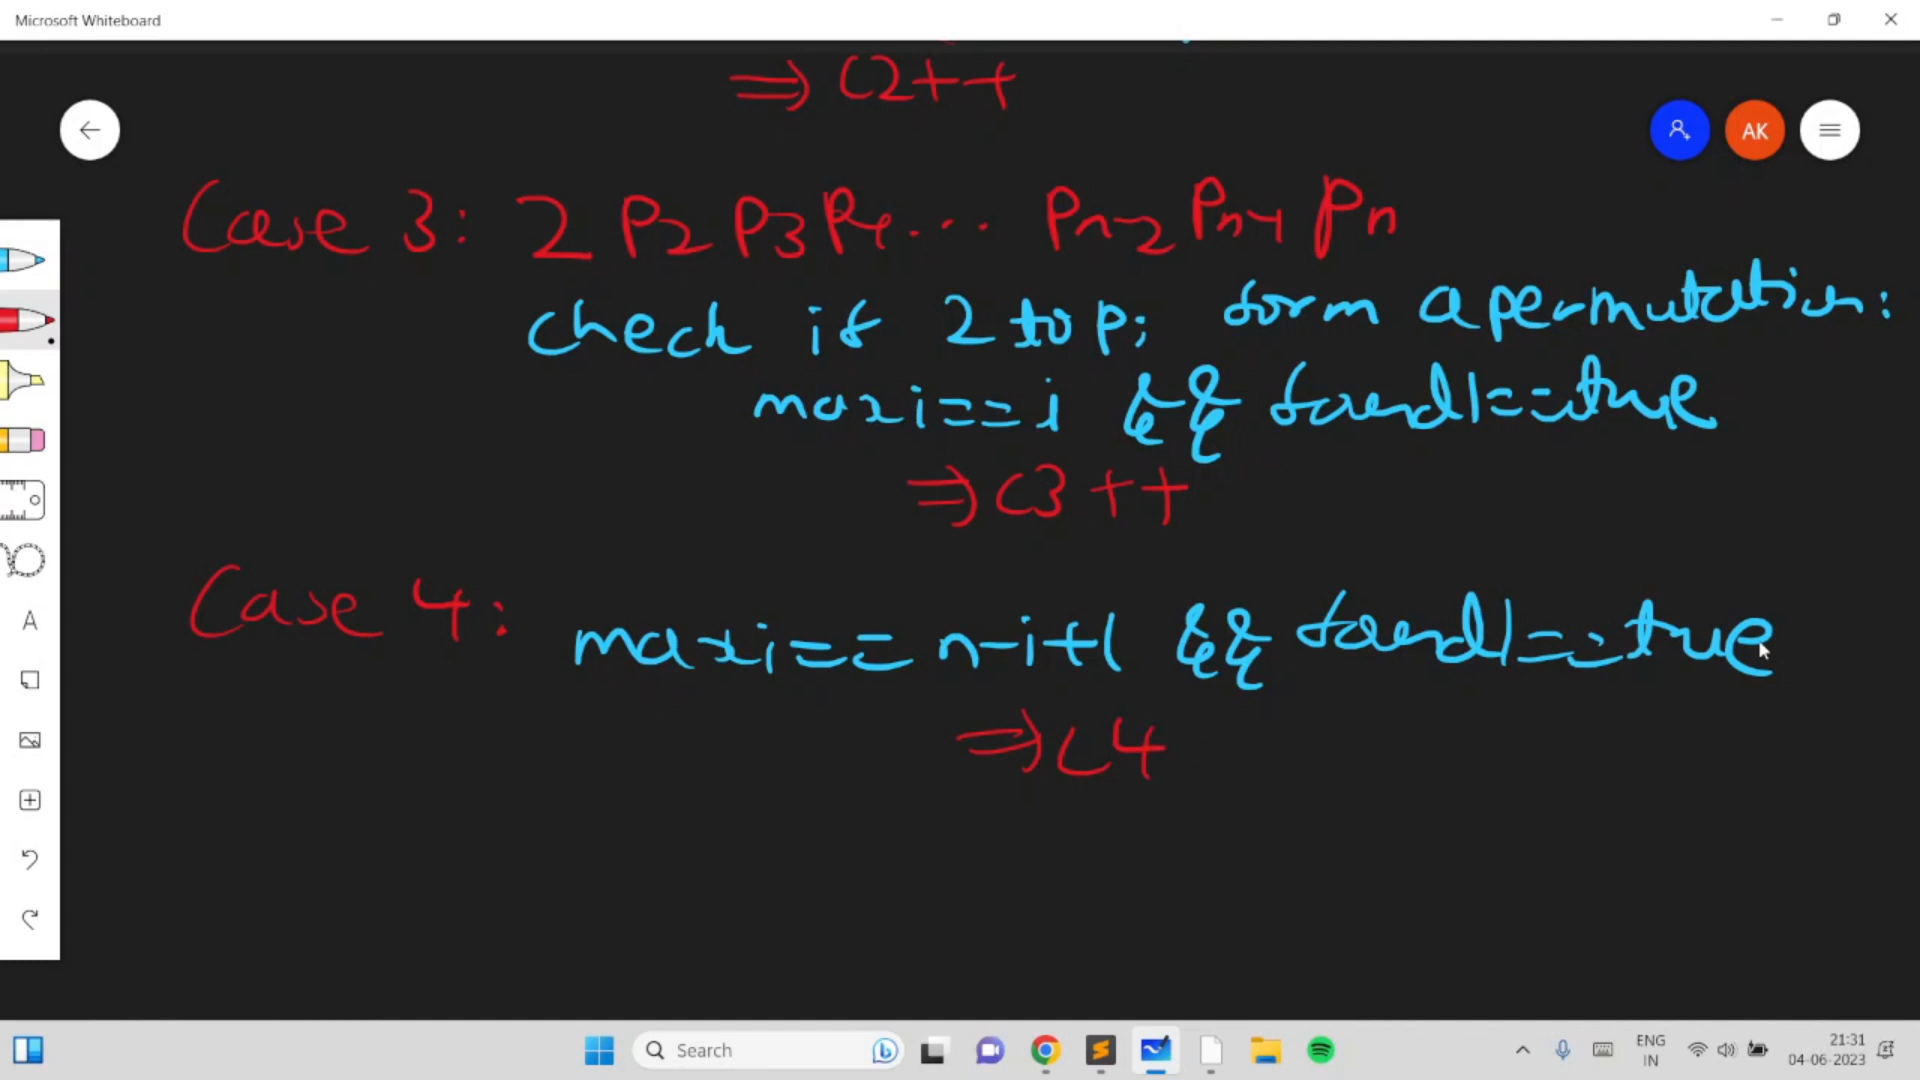 Microsoft Whiteboard
⇒ C2++
AK
Case 3: 2 P2 P3 P4... Pn-2 Pn-1 Pn
check if 2 to pi form a permutation:
maxi==i && found1==true
⇒ C3++
Case 4: maxi== n-i+1 && found1==true
⇒ C4
A
Search
ENG
IN
21:31
04-06-2023